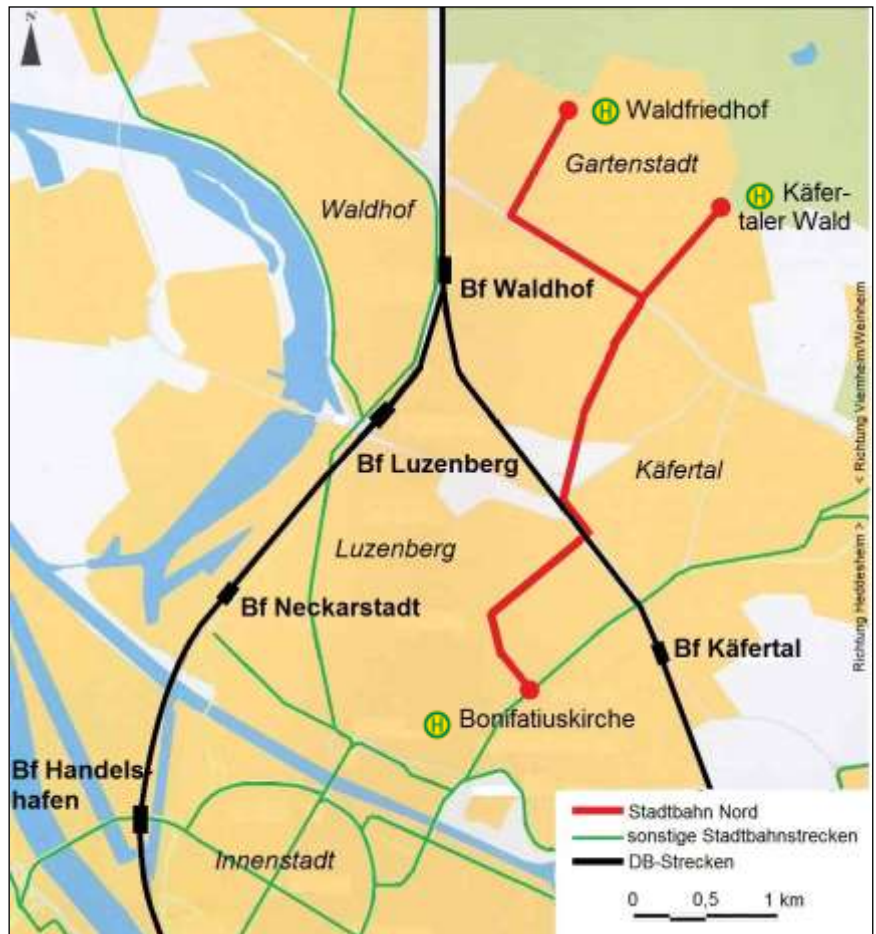 N
H Waldfriedhof
Gartenstadt
H Käfer-
taler Wald
Waldhof
Bf Waldhof
Bf Luzenberg
Käfertal
Luzenberg
Bf Neckarstadt
Bf Käfertal
H Bonifatiuskirche
Bf Handels-
hafen
Innenstadt
Richtung Heddesheim > < Richtung Viernheim/Weinheim
Stadtbahn Nord
sonstige Stadtbahnstrecken
DB-Strecken
0 0,5 1 km